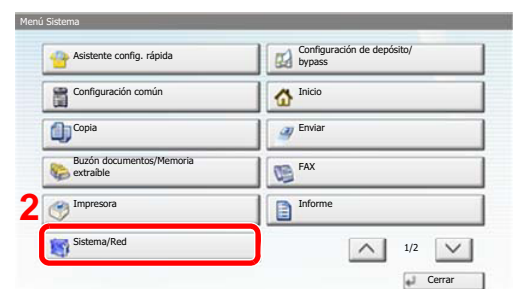 Menú Sistema
Asistente config. rápida
Configuración de depósito/
bypass
Configuración común
Inicio
Copia
Enviar
Buzón documentos/Memoria
extraíble
FAX
2
Impresora
Informe
Sistema/Red
1/2
Cerrar